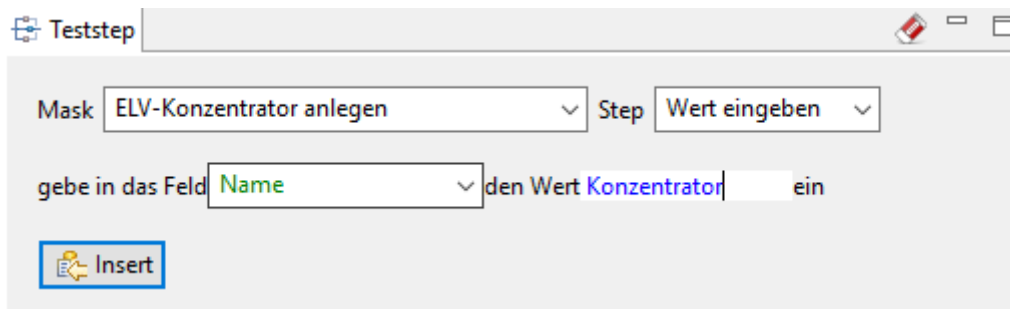 Teststep
Mask ELV-Konzentrator anlegen Step Wert eingeben
gebe in das Feld Name den Wert Konzentrator ein
Insert